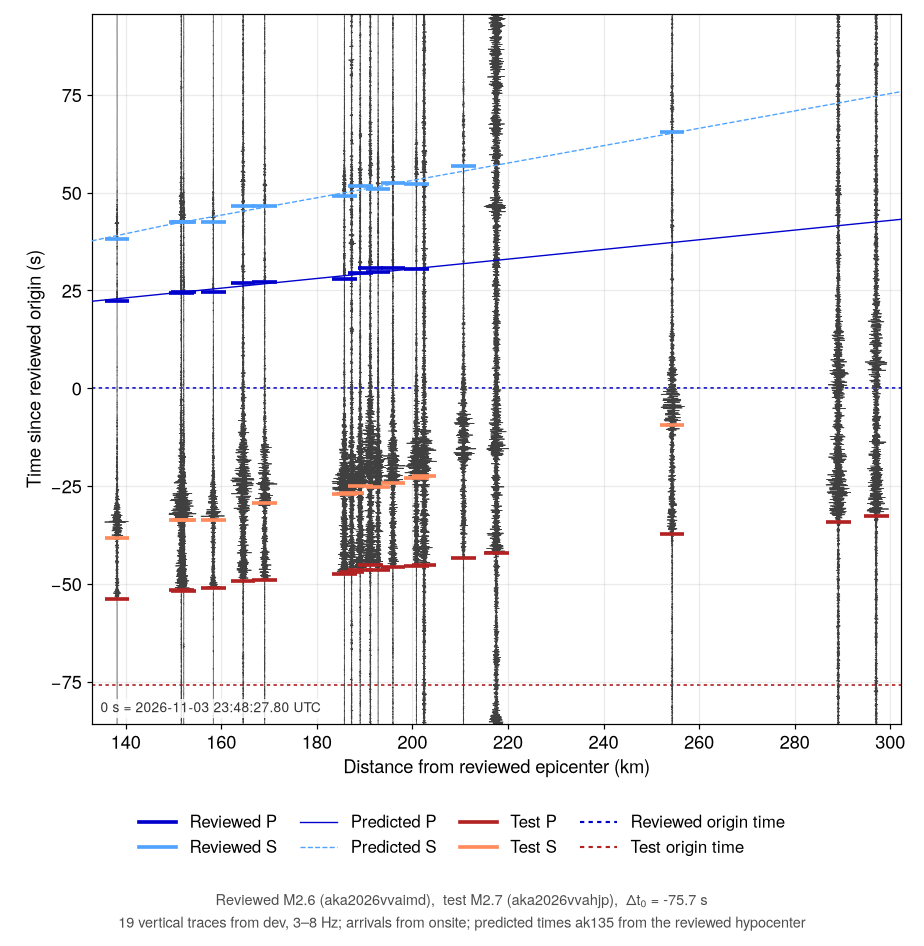 Time since reviewed origin (s)
75
50
25
0
−25
−50
−75
0 s = 2026-11-03 23:48:27.80 UTC
140 160 180 200 220 240 260 280 300
Distance from reviewed epicenter (km)
Reviewed P Predicted P Test P Reviewed origin time
Reviewed S Predicted S Test S Test origin time
Reviewed M2.6 (aka2026vvaimd), test M2.7 (aka2026vvahjp), Δt₀ = -75.7 s
19 vertical traces from dev, 3–8 Hz; arrivals from onsite; predicted times ak135 from the reviewed hypocenter